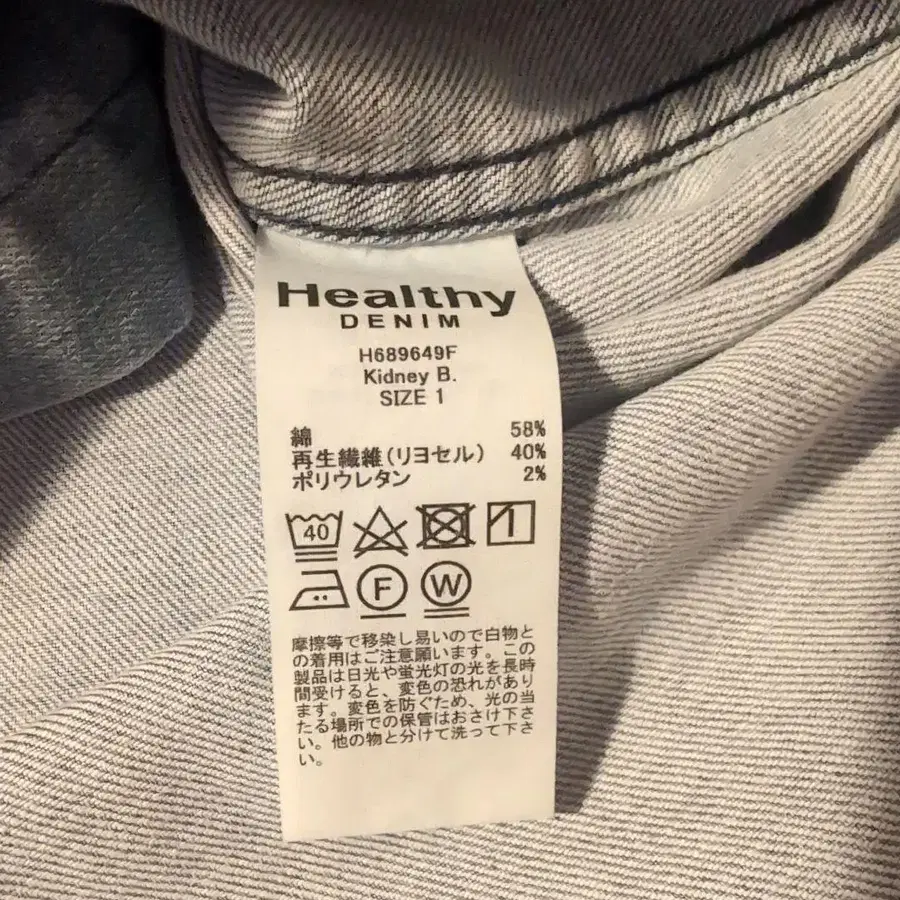 Healthy
DENIM
H689649F
Kidney B.
SIZE 1
綿 58%
再生繊維(リヨセル) 40%
ポリウレタン 2%
40
F W
摩擦等で移染し易いので白物と
の着用はご注意願います。この
製品は日光や蛍光灯の光を長時
間受けると、変色の恐れがあり
ます。変色を防ぐため、光の当
たる場所での保管はおさけ下さ
い。他の物と分けて洗って下さ
い。